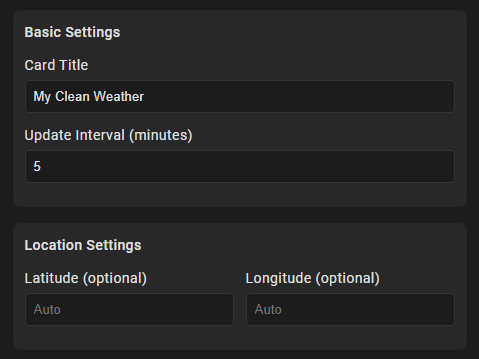 Basic Settings
Card Title
My Clean Weather
Update Interval (minutes)
5
Location Settings
Latitude (optional) Longitude (optional)
Auto Auto